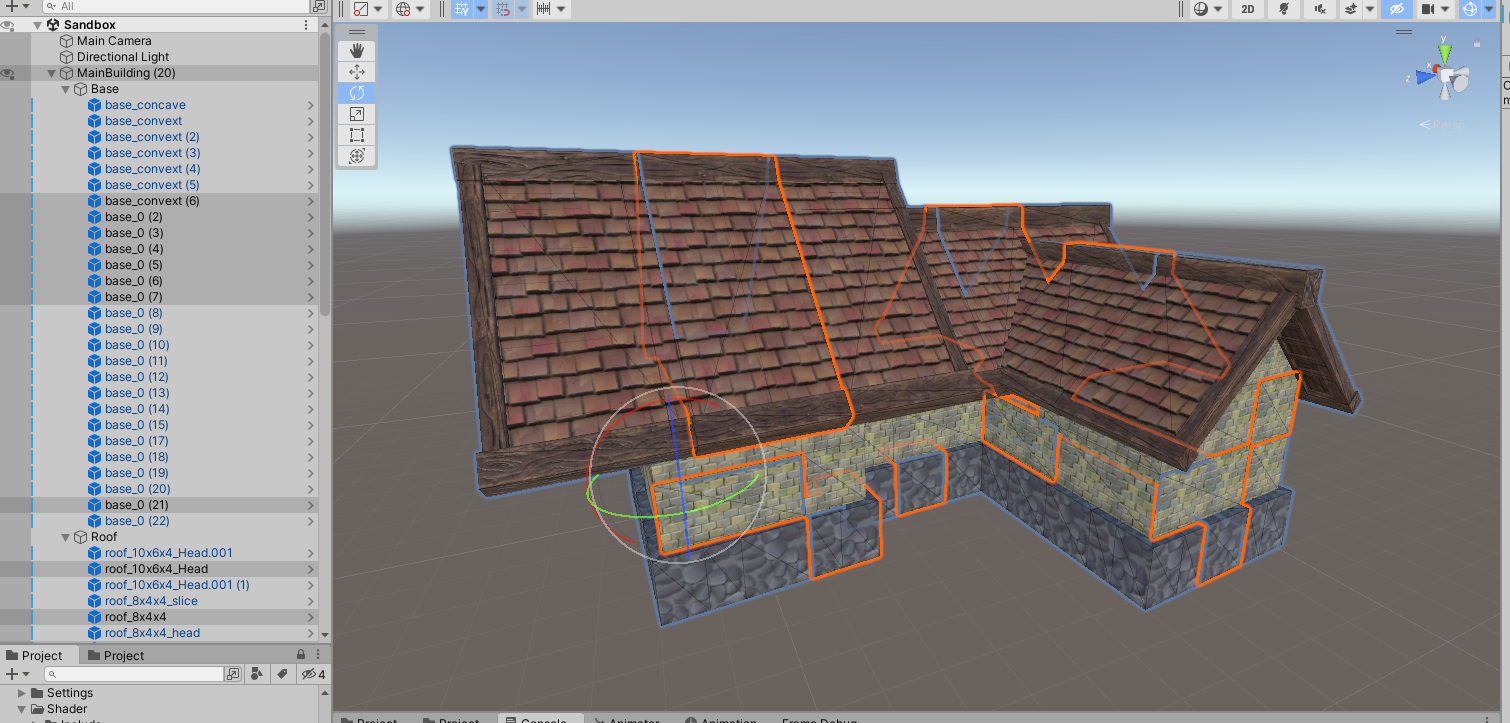 All
Sandbox
Main Camera
Directional Light
MainBuilding (20)
Base
base_concave
base_convext
base_convext (2)
base_convext (3)
base_convext (4)
base_convext (5)
base_convext (6)
base_0 (2)
base_0 (3)
base_0 (4)
base_0 (5)
base_0 (6)
base_0 (7)
base_0 (8)
base_0 (9)
base_0 (10)
base_0 (11)
base_0 (12)
base_0 (13)
base_0 (14)
base_0 (15)
base_0 (17)
base_0 (18)
base_0 (19)
base_0 (20)
base_0 (21)
base_0 (22)
Roof
roof_10x6x4_Head.001
roof_10x6x4_Head
roof_10x6x4_Head.001 (1)
roof_8x4x4_slice
roof_8x4x4
roof_8x4x4_head
Project Project
4
Settings
Shader
2D
y
x
z
Persp
Project Project Console Animator Animation Frame Debug